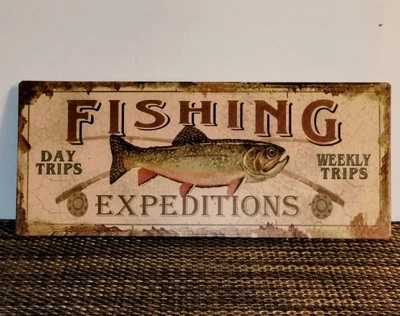 FISHING
DAY
TRIPS
WEEKLY
TRIPS
EXPEDITIONS